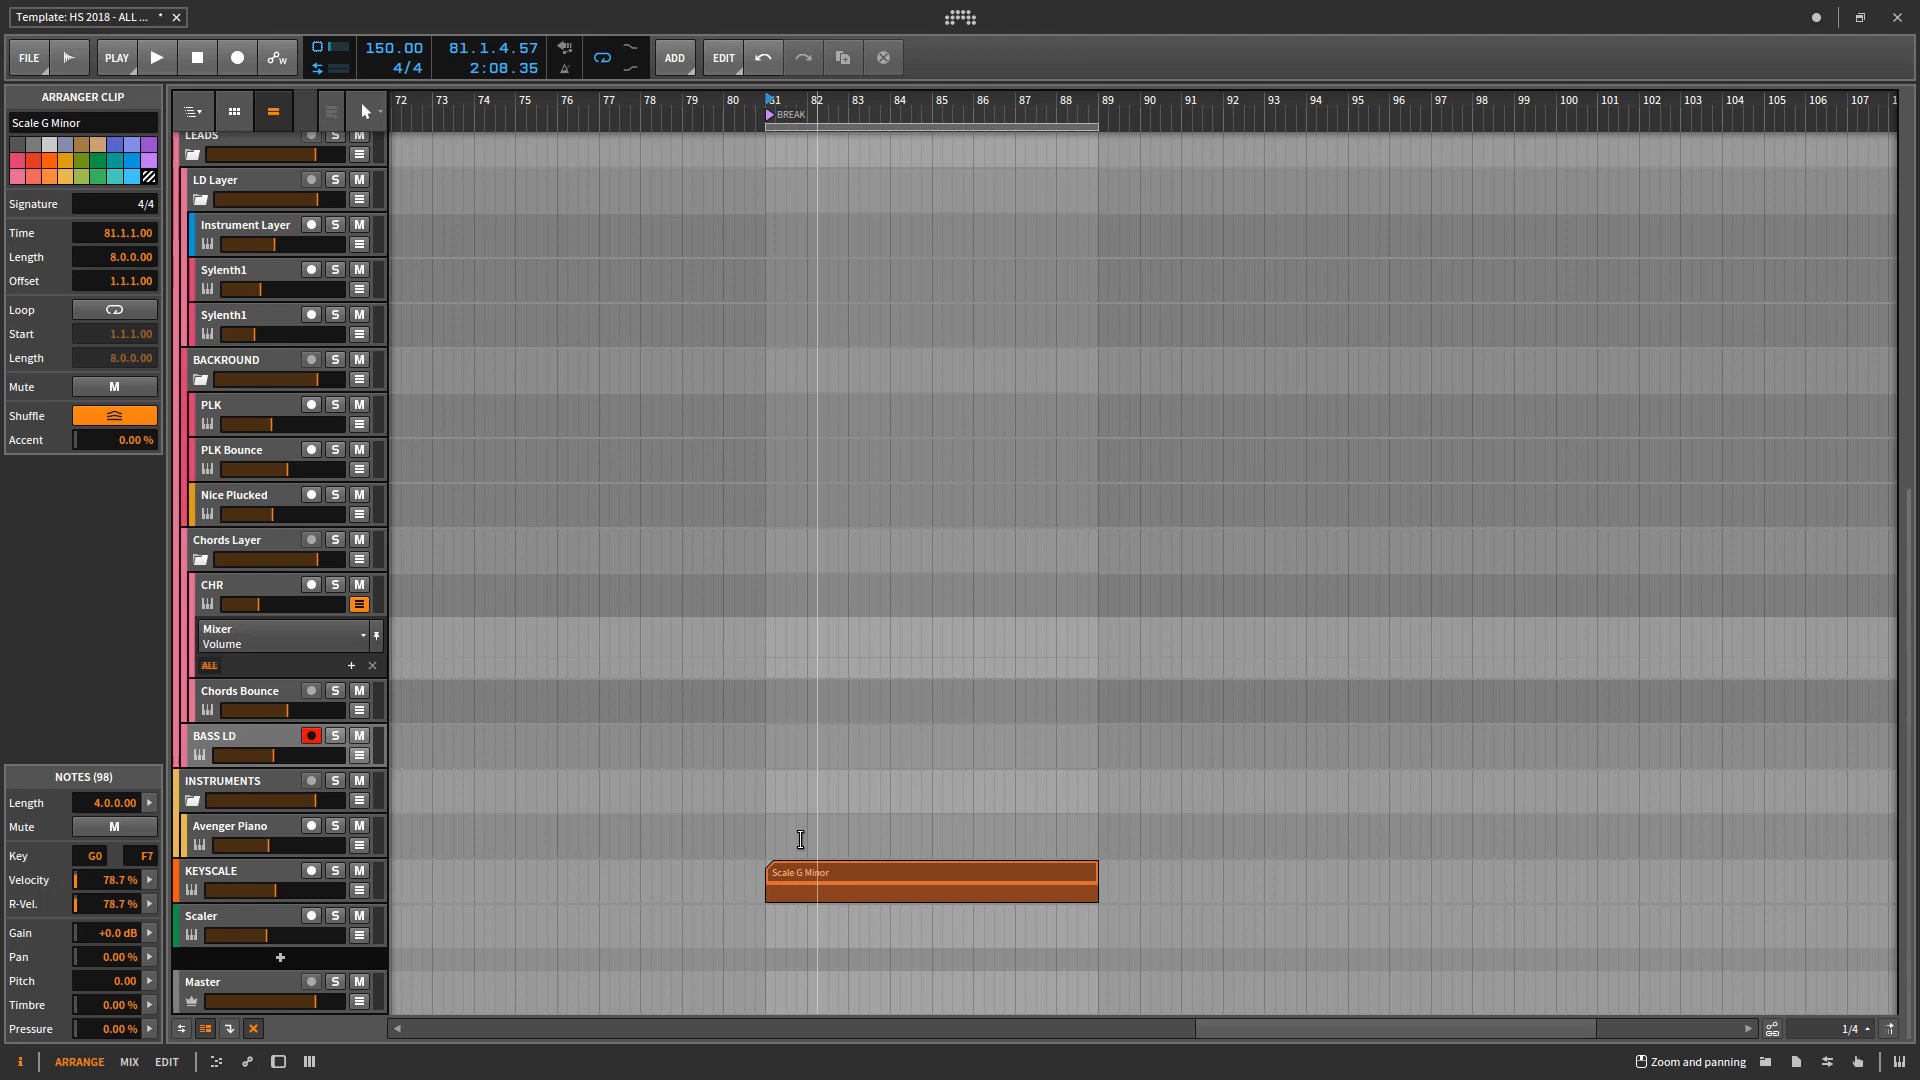 Template: HS 2018 - ALL ... *
FILE PLAY 150.00 4/4 81.1.4.57 2:08.35 ADD EDIT
ARRANGER CLIP
Scale G Minor
Signature 4/4
Time 81.1.1.00
Length 8.0.0.00
Offset 1.1.1.00
Loop
Start 1.1.1.00
Length 8.0.0.00
Mute M
Shuffle
Accent 0.00 %
NOTES (98)
Length 4.0.0.00
Mute M
Key G0 F7
Velocity 78.7 %
R-Vel. 78.7 %
Gain +0.0 dB
Pan 0.00 %
Pitch 0.00
Timbre 0.00 %
Pressure 0.00 %
72 73 74 75 76 77 78 79 80 81 82 83 84 85 86 87 88 89 90 91 92 93 94 95 96 97 98 99 100 101 102 103 104 105 106 107
BREAK
LEADS S M
LD Layer S M
Instrument Layer S M
Sylenth1 S M
Sylenth1 S M
BACKROUND S M
PLK S M
PLK Bounce S M
Nice Plucked S M
Chords Layer S M
CHR S M
Mixer
Volume
ALL + ×
Chords Bounce S M
BASS LD S M
INSTRUMENTS S M
Avenger Piano S M
KEYSCALE S M
Scale G Minor
Scaler S M
+
Master S M
1/4
i ARRANGE MIX EDIT Zoom and panning